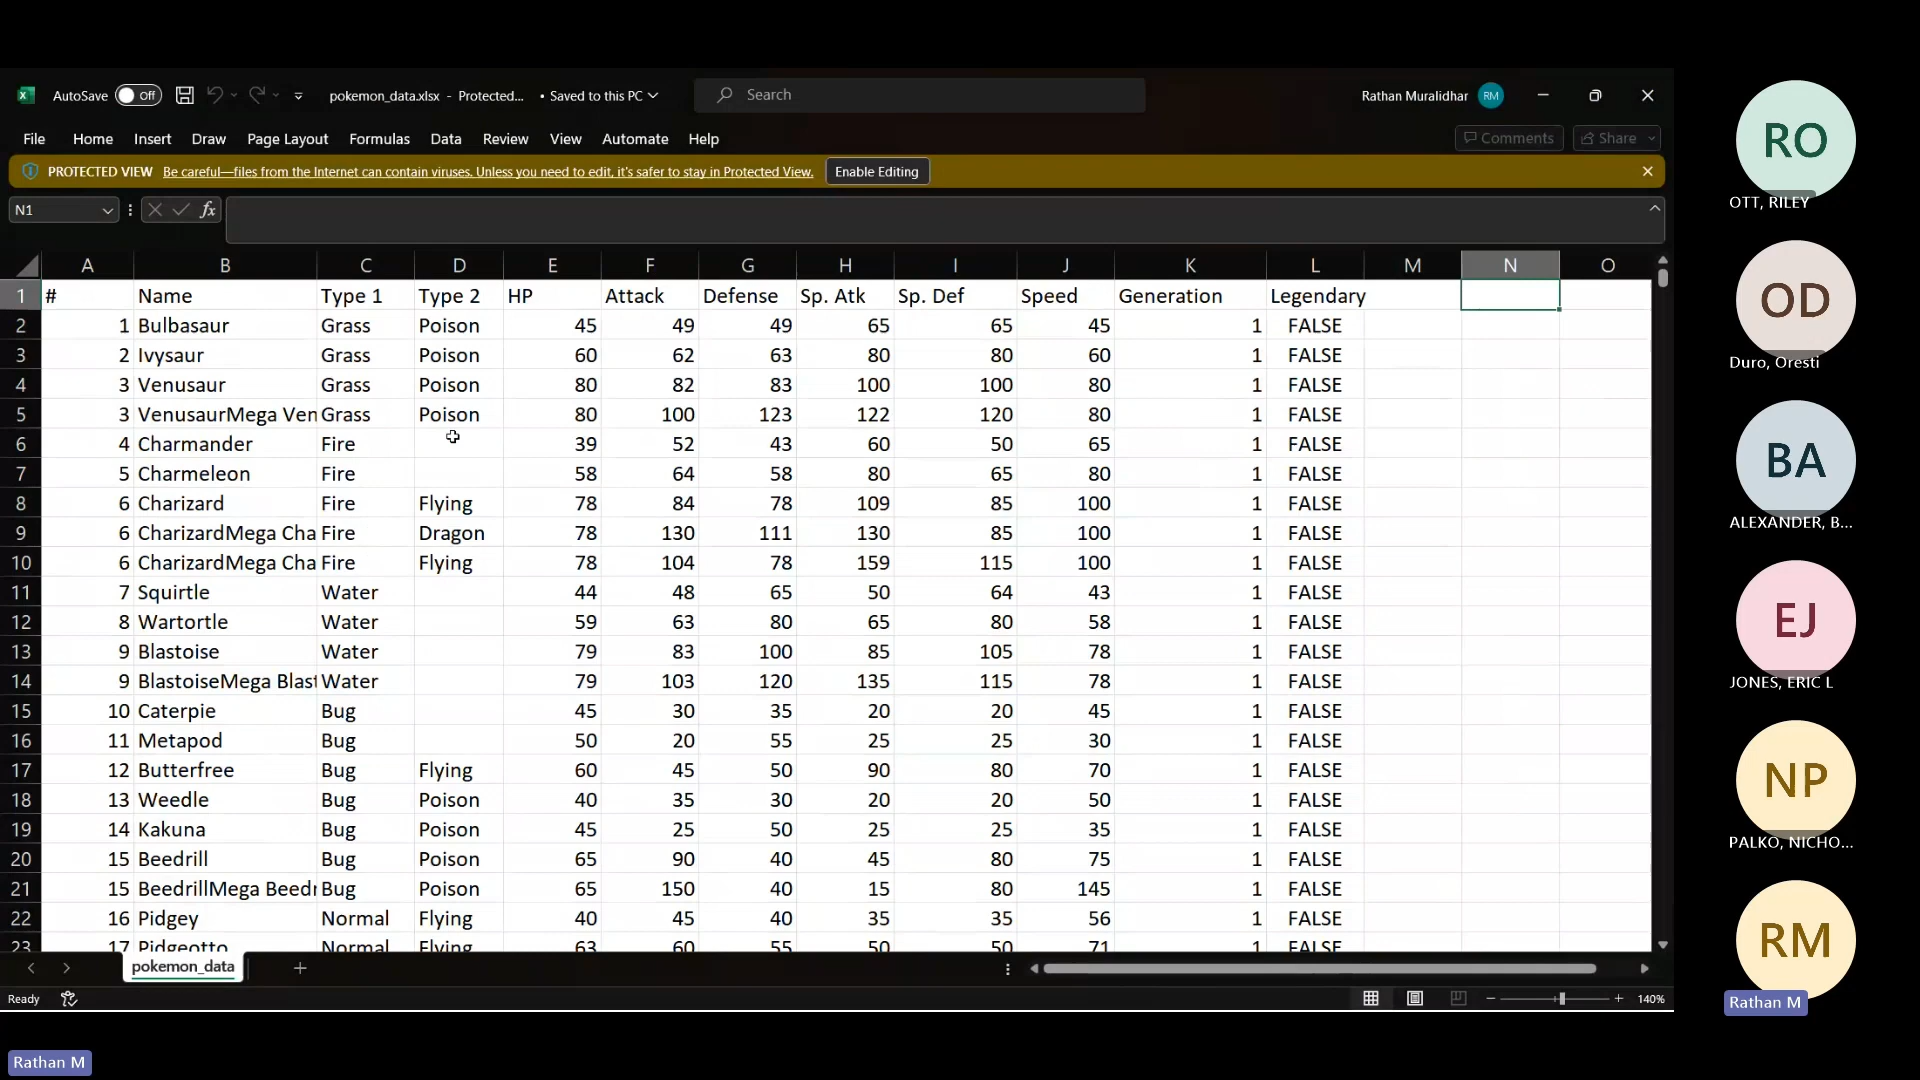 AutoSave Off pokemon_data.xlsx - Protected... • Saved to this PC Search Rathan Muralidhar RM
File Home Insert Draw Page Layout Formulas Data Review View Automate Help Comments Share
PROTECTED VIEW Be careful—files from the Internet can contain viruses. Unless you need to edit, it's safer to stay in Protected View. Enable Editing
N1 fx
A B C D E F G H I J K L M N O
1 # Name Type 1 Type 2 HP Attack Defense Sp. Atk Sp. Def Speed Generation Legendary
2 1 Bulbasaur Grass Poison 45 49 49 65 65 45 1 FALSE
3 2 Ivysaur Grass Poison 60 62 63 80 80 60 1 FALSE
4 3 Venusaur Grass Poison 80 82 83 100 100 80 1 FALSE
5 3 VenusaurMega Ven Grass Poison 80 100 123 122 120 80 1 FALSE
6 4 Charmander Fire 39 52 43 60 50 65 1 FALSE
7 5 Charmeleon Fire 58 64 58 80 65 80 1 FALSE
8 6 Charizard Fire Flying 78 84 78 109 85 100 1 FALSE
9 6 CharizardMega Cha Fire Dragon 78 130 111 130 85 100 1 FALSE
10 6 CharizardMega Cha Fire Flying 78 104 78 159 115 100 1 FALSE
11 7 Squirtle Water 44 48 65 50 64 43 1 FALSE
12 8 Wartortle Water 59 63 80 65 80 58 1 FALSE
13 9 Blastoise Water 79 83 100 85 105 78 1 FALSE
14 9 BlastoiseMega Blast Water 79 103 120 135 115 78 1 FALSE
15 10 Caterpie Bug 45 30 35 20 20 45 1 FALSE
16 11 Metapod Bug 50 20 55 25 25 30 1 FALSE
17 12 Butterfree Bug Flying 60 45 50 90 80 70 1 FALSE
18 13 Weedle Bug Poison 40 35 30 20 20 50 1 FALSE
19 14 Kakuna Bug Poison 45 25 50 25 25 35 1 FALSE
20 15 Beedrill Bug Poison 65 90 40 45 80 75 1 FALSE
21 15 BeedrillMega Beedr Bug Poison 65 150 40 15 80 145 1 FALSE
22 16 Pidgey Normal Flying 40 45 40 35 35 56 1 FALSE
23 17 Pidgeotto Normal Flying 63 60 55 50 50 71 1 FALSE
pokemon_data
Ready 140%
RO
OTT, RILEY
OD
Duro, Oresti
BA
ALEXANDER, B...
EJ
JONES, ERIC L
NP
PALKO, NICHO...
RM
Rathan M
Rathan M